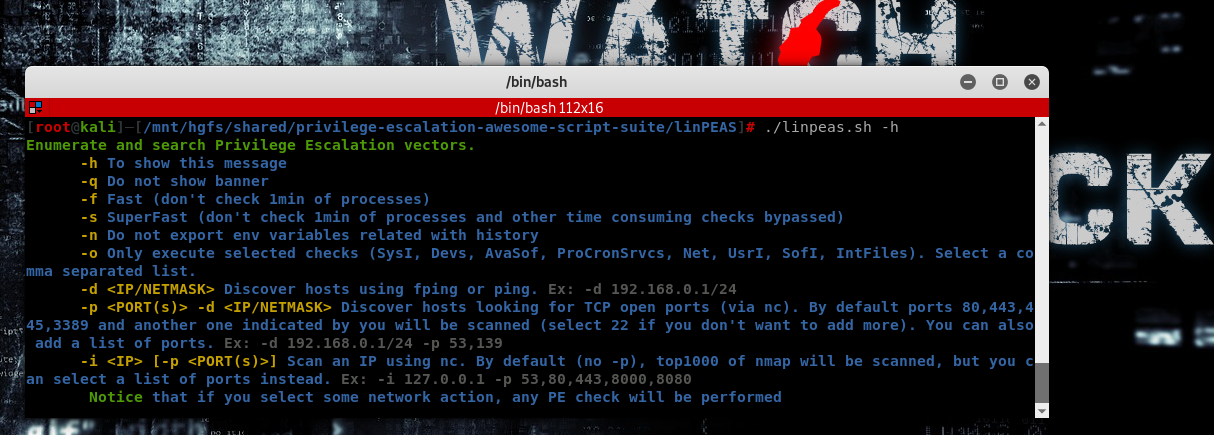 WATCH
/bin/bash
/bin/bash 112x16
[root@kali]—[/mnt/hgfs/shared/privilege-escalation-awesome-script-suite/linPEAS]# ./linpeas.sh -h
Enumerate and search Privilege Escalation vectors.
-h To show this message
-q Do not show banner
-f Fast (don't check 1min of processes)
-s SuperFast (don't check 1min of processes and other time consuming checks bypassed)
-n Do not export env variables related with history
-o Only execute selected checks (SysI, Devs, AvaSof, ProCronSrvcs, Net, UsrI, SofI, IntFiles). Select a co
mma separated list.
-d <IP/NETMASK> Discover hosts using fping or ping. Ex: -d 192.168.0.1/24
-p <PORT(s)> -d <IP/NETMASK> Discover hosts looking for TCP open ports (via nc). By default ports 80,443,4
45,3389 and another one indicated by you will be scanned (select 22 if you don't want to add more). You can also
add a list of ports. Ex: -d 192.168.0.1/24 -p 53,139
-i <IP> [-p <PORT(s)>] Scan an IP using nc. By default (no -p), top1000 of nmap will be scanned, but you c
an select a list of ports instead. Ex: -i 127.0.0.1 -p 53,80,443,8000,8080
Notice that if you select some network action, any PE check will be performed
CK